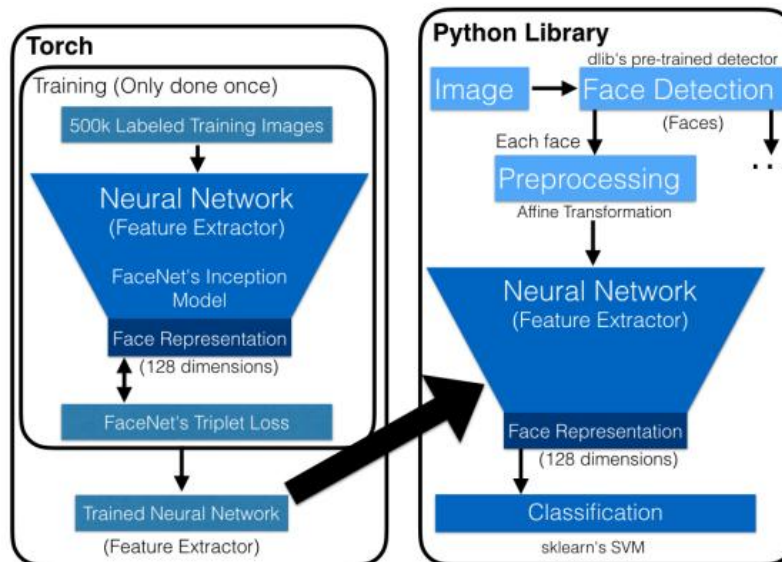 Torch
Training (Only done once)
500k Labeled Training Images
Neural Network
(Feature Extractor)
FaceNet's Inception
Model
Face Representation
(128 dimensions)
FaceNet's Triplet Loss
Trained Neural Network
(Feature Extractor)
Python Library
dlib's pre-trained detector
Image
Face Detection
(Faces)
Each face
...
Preprocessing
Affine Transformation
Neural Network
(Feature Extractor)
Face Representation
(128 dimensions)
Classification
sklearn's SVM